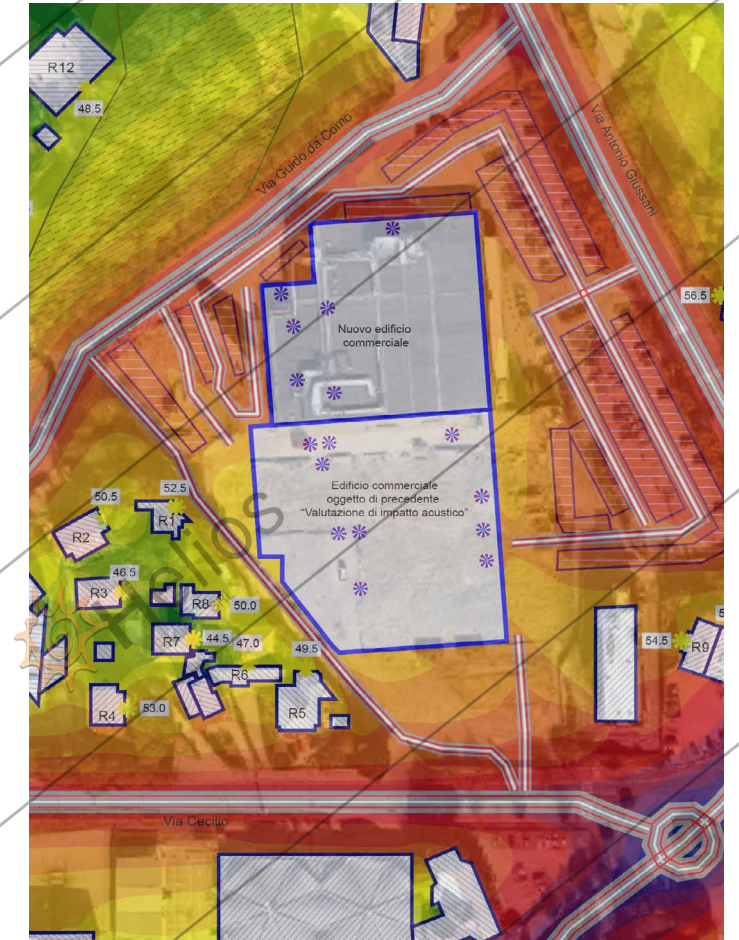 R12
48.5
Via Guido da Como
Via Antonio Giussani
56.5
Nuovo edificio
commerciale
Edificio commerciale
oggetto di precedente
“Valutazione di impatto acustico”
52.5
50.5
R1
R2
46.5
R3
R8
50.0
R7
44.5
47.0
R6
49.5
R4
53.0
R5
54.5
R9
5
Via Cecilio
Helios